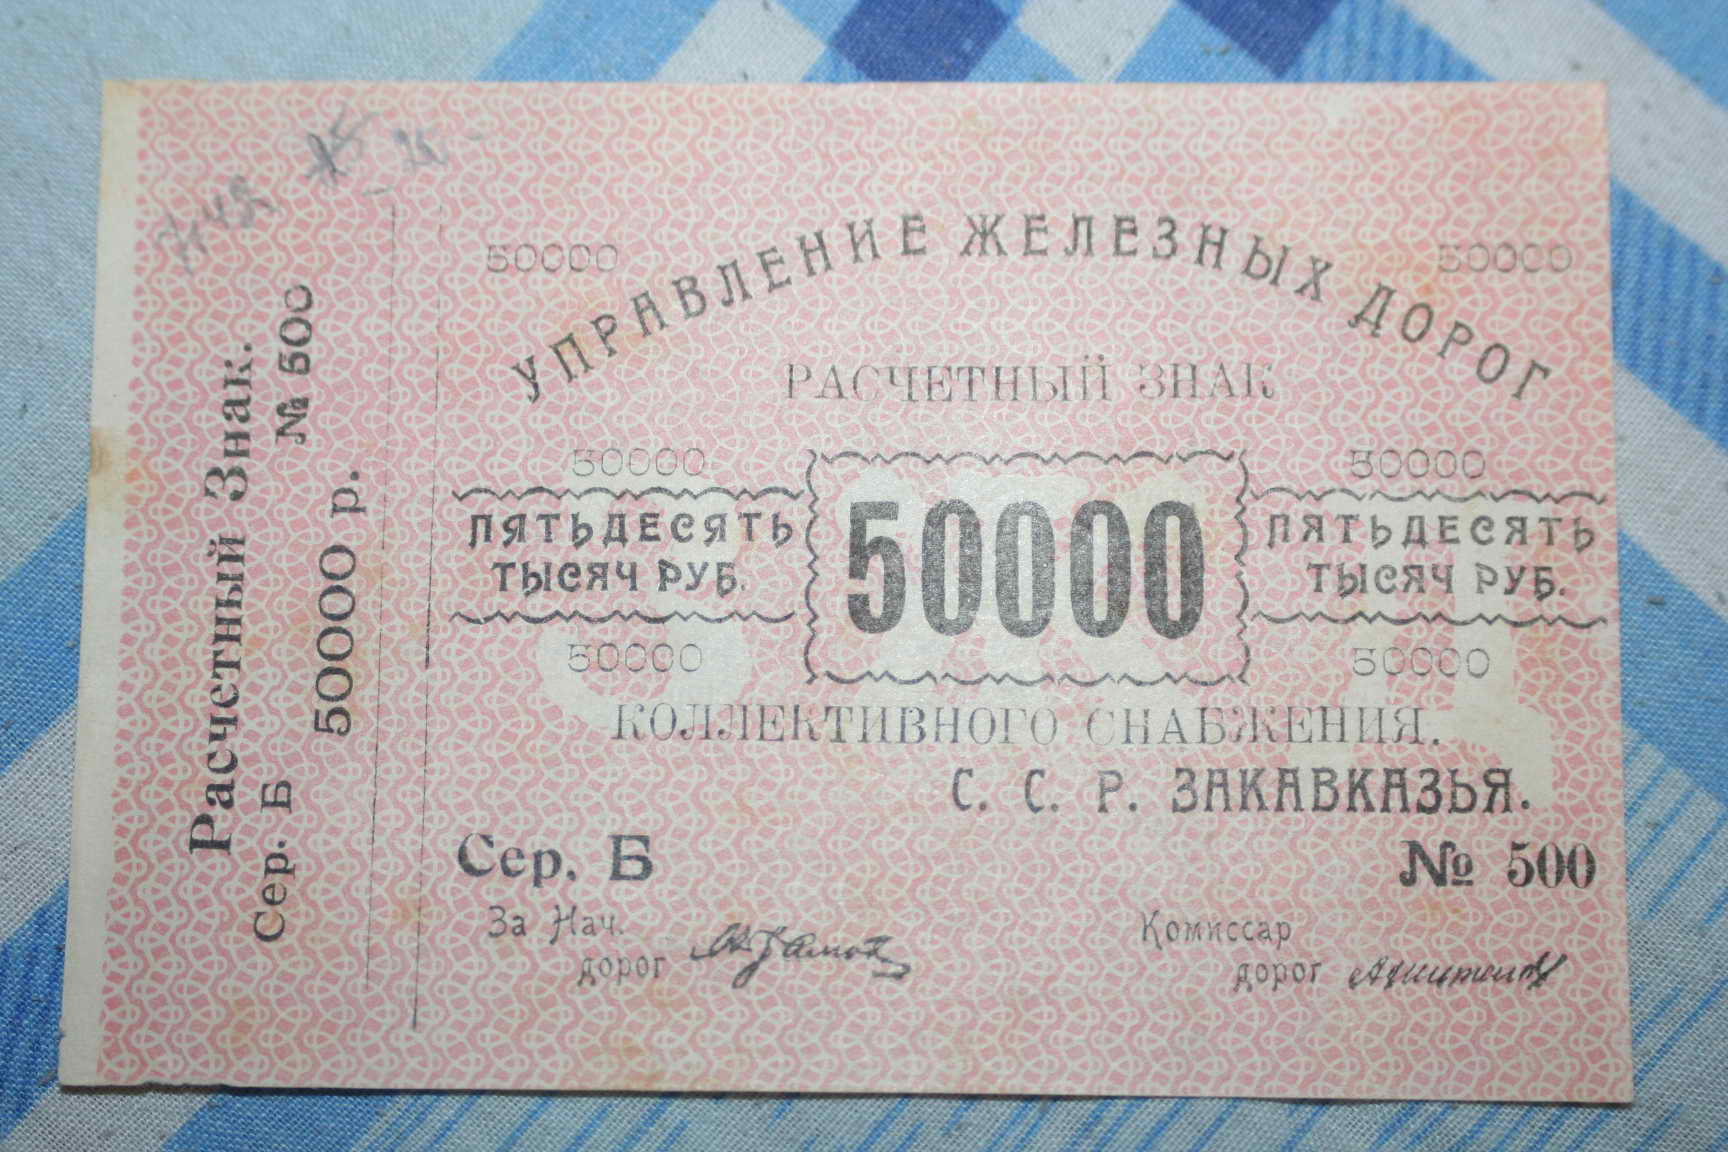 Расчетный Знак.
№ 500
Сер. Б
50000 р.
50000
50000
УПРАВЛЕНИЕ ЖЕЛЕЗНЫХ ДОРОГ
РАСЧЕТНЫЙ ЗНАК
50000
50000
ПЯТЬДЕСЯТЬ
ТЫСЯЧ РУБ.
50000
ПЯТЬДЕСЯТЬ
ТЫСЯЧ РУБ.
50000
50000
КОЛЛЕКТИВНОГО СНАБЖЕНИЯ.
С. С. Р. ЗАКАВКАЗЬЯ.
Сер. Б
№ 500
За Нач.
дорог
Комиссар
дорог